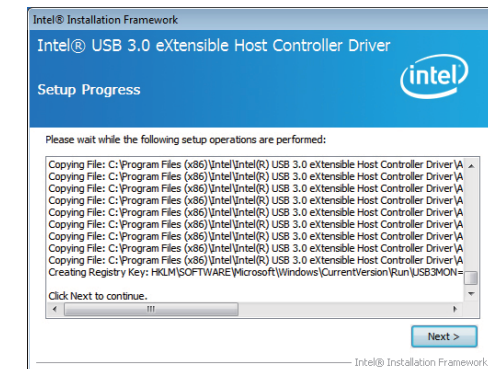 Intel® Installation Framework
Intel® USB 3.0 eXtensible Host Controller Driver
intel
Setup Progress
Please wait while the following setup operations are performed:
Copying File: C:\Program Files (x86)\Intel\Intel(R) USB 3.0 eXtensible Host Controller Driver\A
Copying File: C:\Program Files (x86)\Intel\Intel(R) USB 3.0 eXtensible Host Controller Driver\A
Copying File: C:\Program Files (x86)\Intel\Intel(R) USB 3.0 eXtensible Host Controller Driver\A
Copying File: C:\Program Files (x86)\Intel\Intel(R) USB 3.0 eXtensible Host Controller Driver\A
Copying File: C:\Program Files (x86)\Intel\Intel(R) USB 3.0 eXtensible Host Controller Driver\A
Copying File: C:\Program Files (x86)\Intel\Intel(R) USB 3.0 eXtensible Host Controller Driver\A
Copying File: C:\Program Files (x86)\Intel\Intel(R) USB 3.0 eXtensible Host Controller Driver\A
Copying File: C:\Program Files (x86)\Intel\Intel(R) USB 3.0 eXtensible Host Controller Driver\A
Copying File: C:\Program Files (x86)\Intel\Intel(R) USB 3.0 eXtensible Host Controller Driver\A
Creating Registry Key: HKLM\SOFTWARE\Microsoft\Windows\CurrentVersion\Run\USB3MON=
Click Next to continue.
Next >
Intel® Installation Framework